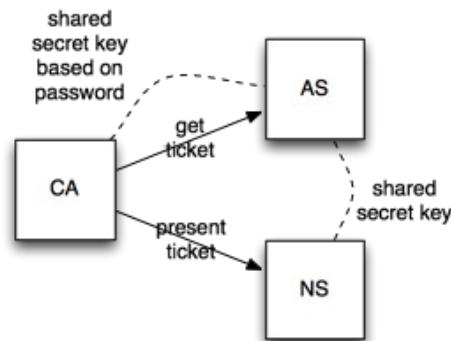 shared
secret key
based on
password
AS
get
ticket
CA
shared
secret key
present
ticket
NS